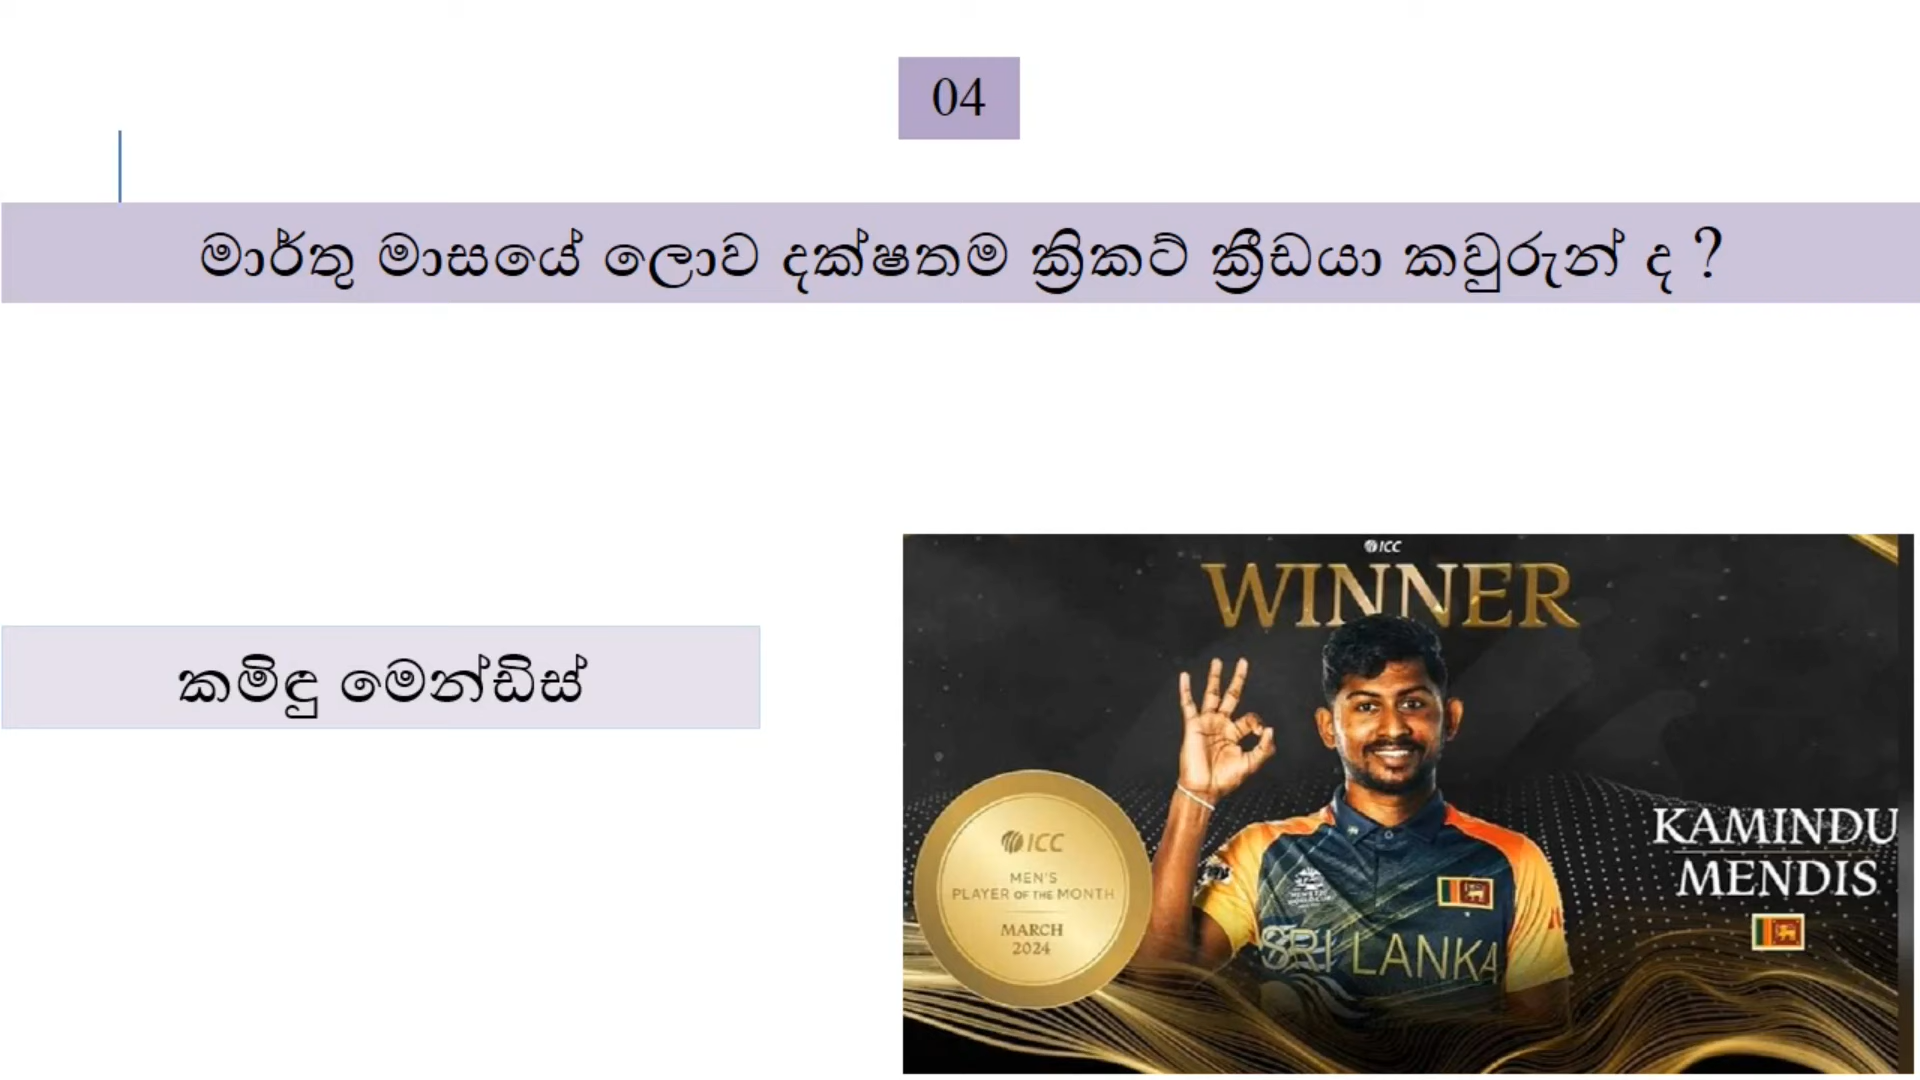 04
මාර්තු මාසයේ ලොව දක්ෂතම ක්‍රිකට් ක්‍රීඩයා කවුරුන් ද ?
කමිඳු මෙන්ඩිස්
ICC
WINNER
ICC
MEN'S
PLAYER OF THE MONTH
MARCH
2024
SRI LANKA
KAMINDU
MENDIS